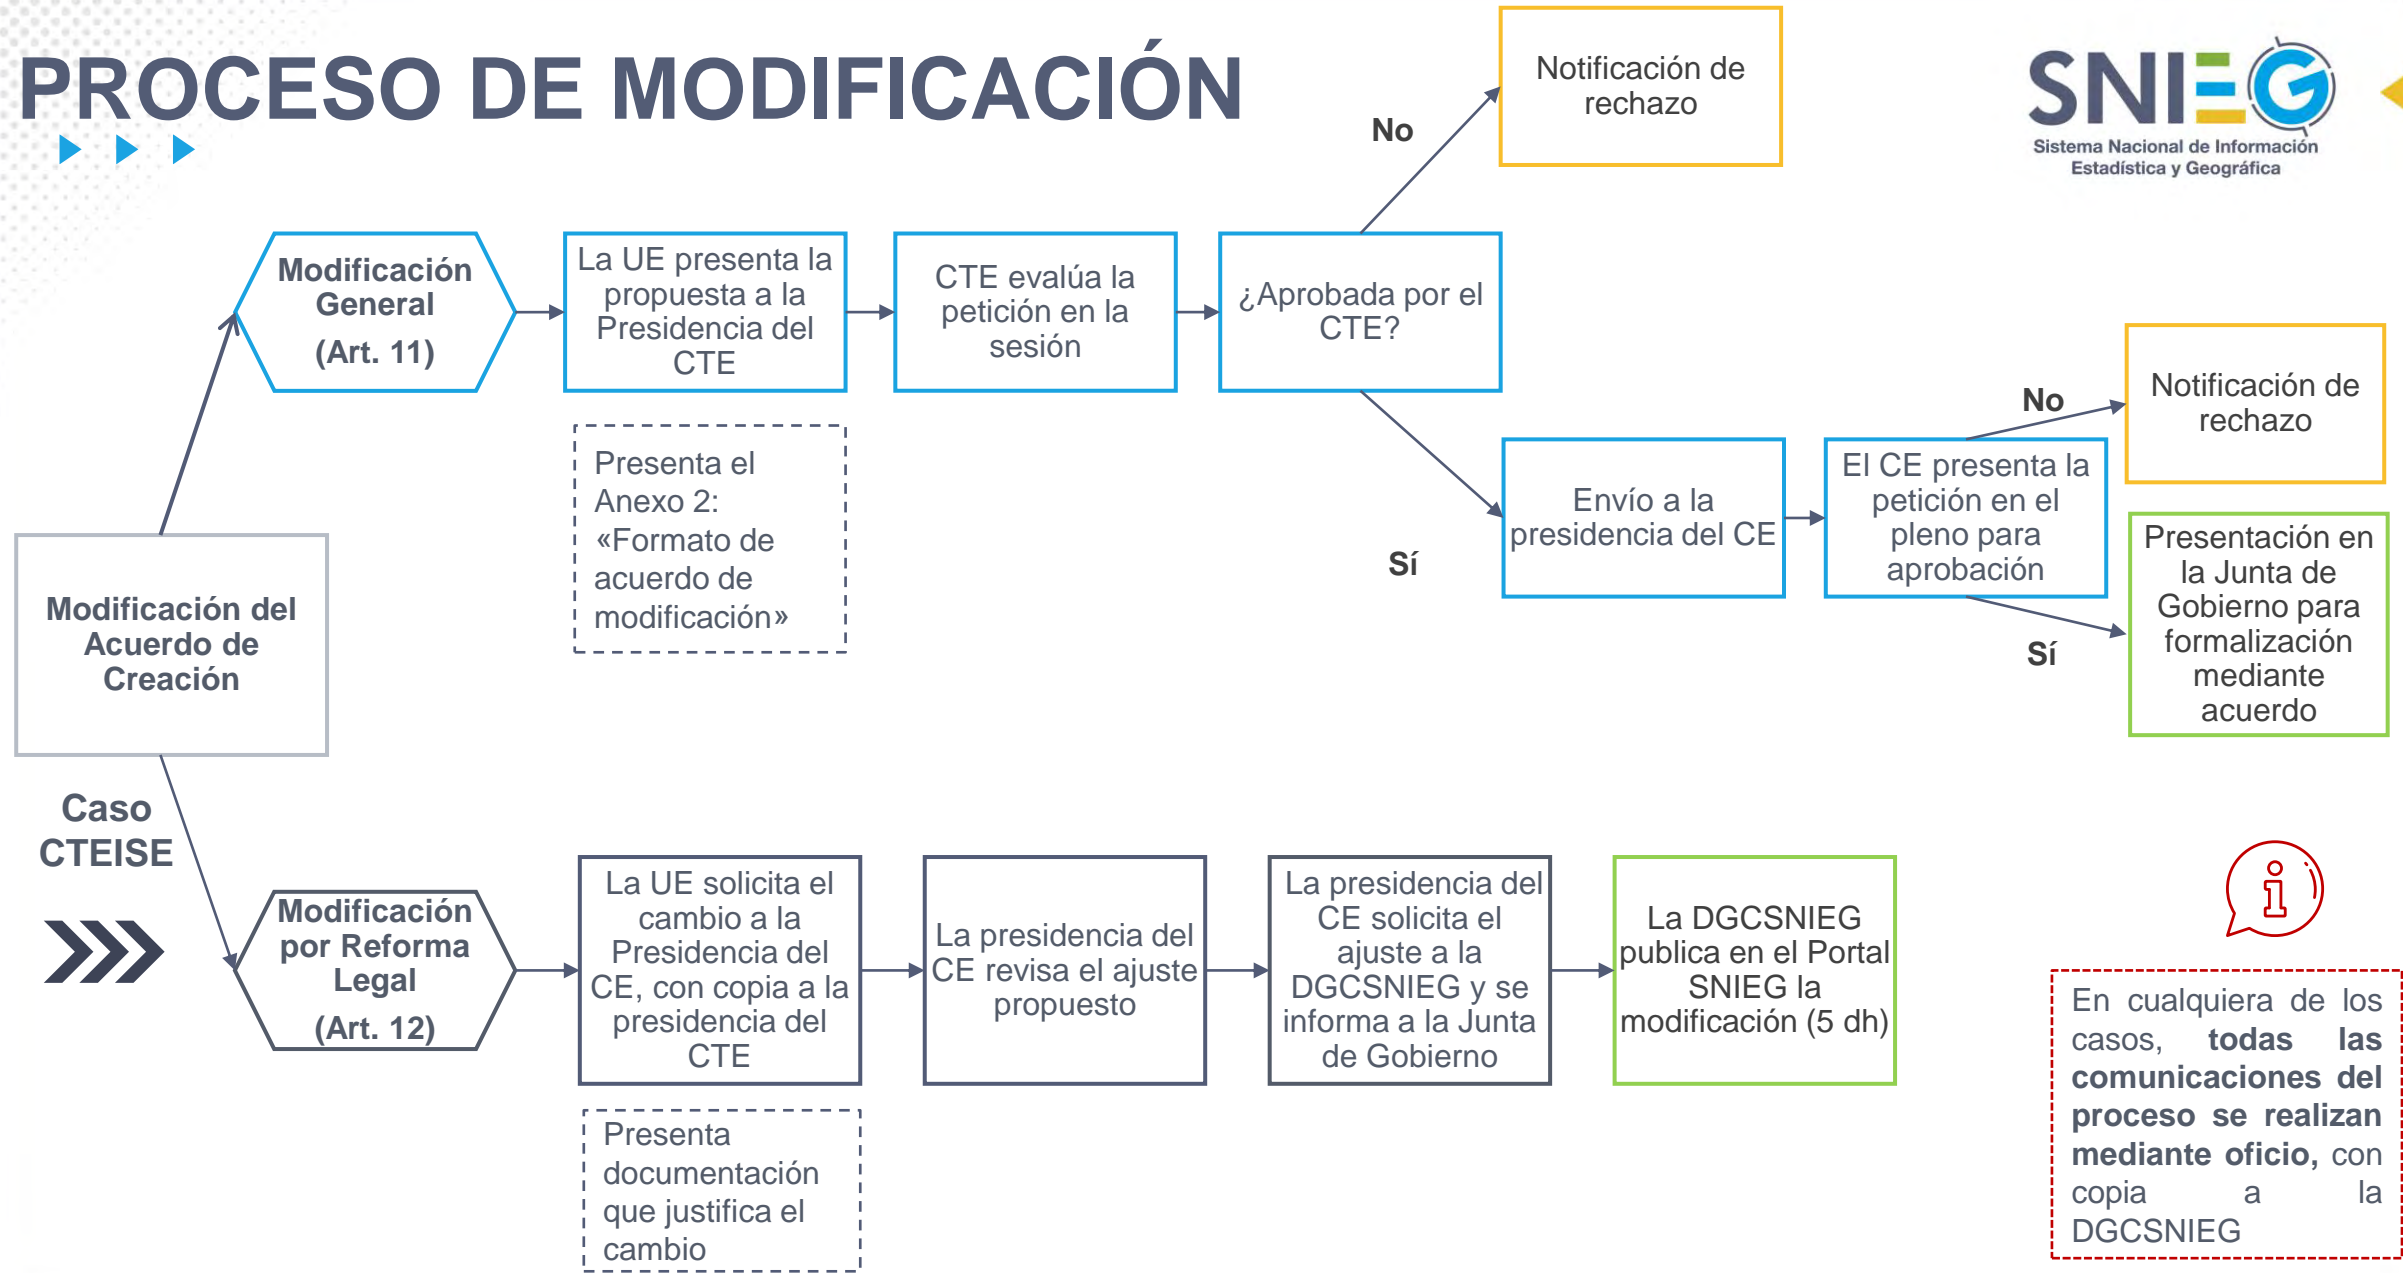 PROCESO DE MODIFICACIÓN
SNIEG
Sistema Nacional de Información
Estadística y Geográfica
Notificación de
rechazo
No
Modificación
General
(Art. 11)
La UE presenta la
propuesta a la
Presidencia del
CTE
CTE evalúa la
petición en la
sesión
¿Aprobada por el
CTE?
Presenta el
Anexo 2:
«Formato de
acuerdo de
modificación»
Sí
Envío a la
presidencia del CE
El CE presenta la
petición en el
pleno para
aprobación
No
Notificación de
rechazo
Sí
Presentación en
la Junta de
Gobierno para
formalización
mediante
acuerdo
Modificación del
Acuerdo de
Creación
Caso
CTEISE
Modificación
por Reforma
Legal
(Art. 12)
La UE solicita el
cambio a la
Presidencia del
CE, con copia a la
presidencia del
CTE
Presenta
documentación
que justifica el
cambio
La presidencia del
CE revisa el ajuste
propuesto
La presidencia del
CE solicita el
ajuste a la
DGCSNIEG y se
informa a la Junta
de Gobierno
La DGCSNIEG
publica en el Portal
SNIEG la
modificación (5 dh)
En cualquiera de los
casos, todas las
comunicaciones del
proceso se realizan
mediante oficio, con
copia a la
DGCSNIEG